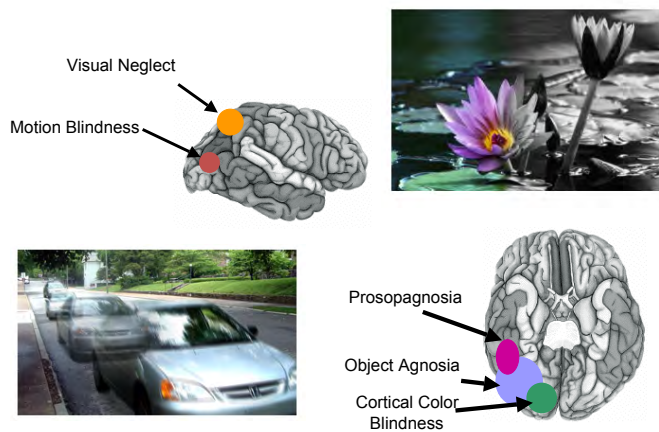 Visual Neglect
Motion Blindness
Prosopagnosia
Object Agnosia
Cortical Color
Blindness